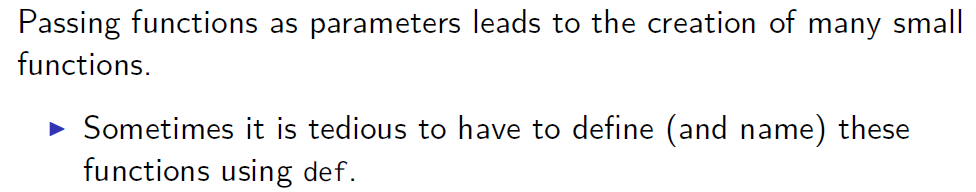 Passing functions as parameters leads to the creation of many small
functions.
▶ Sometimes it is tedious to have to define (and name) these
functions using def.